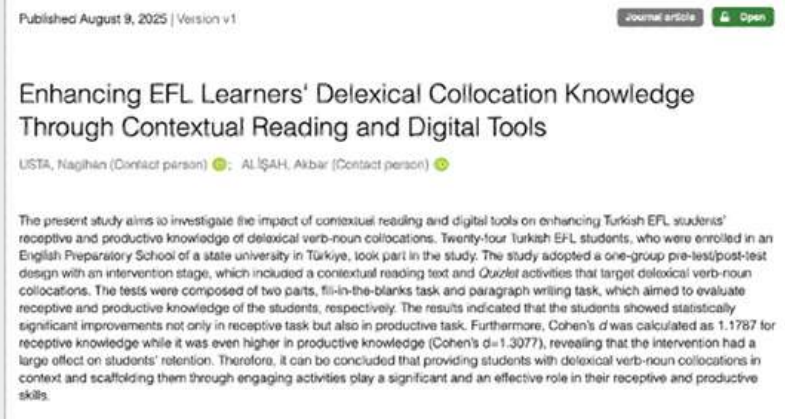 Published August 9, 2025 | Version v1
Journal article
Open
Enhancing EFL Learners' Delexical Collocation Knowledge
Through Contextual Reading and Digital Tools
USTA, Nagihan (Contact person) ; ALİŞAH, Akbar (Contact person)
The present study aims to investigate the impact of contextual reading and digital tools on enhancing Turkish EFL students'
receptive and productive knowledge of delexical verb-noun collocations. Twenty-four Turkish EFL students, who were enrolled in an
English Preparatory School of a state university in Türkiye, took part in the study. The study adopted a one-group pre-test/post-test
design with an intervention stage, which included a contextual reading text and Quizlet activities that target delexical verb-noun
collocations. The tests were composed of two parts, fill-in-the-blanks task and paragraph writing task, which aimed to evaluate
receptive and productive knowledge of the students, respectively. The results indicated that the students showed statistically
significant improvements not only in receptive task but also in productive task. Furthermore, Cohen's d was calculated as 1.1787 for
receptive knowledge while it was even higher in productive knowledge (Cohen's d=1.3077), revealing that the intervention had a
large effect on students' retention. Therefore, it can be concluded that providing students with delexical verb-noun collocations in
context and scaffolding them through engaging activities play a significant and an effective role in their receptive and productive
skills.